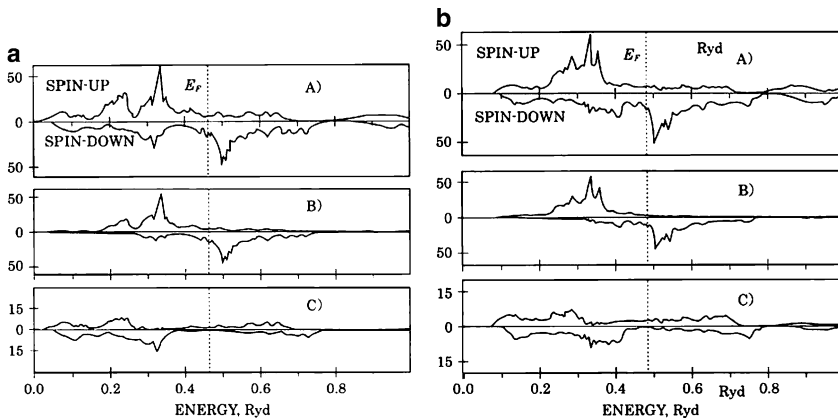 a
50
SPIN-UP
E_F
A)
0
SPIN-DOWN
50
50
B)
0
50
15
C)
0
15
0.0 0.2 0.4 0.6 0.8
ENERGY, Ryd
b
50
SPIN-UP
E_F
Ryd
A)
0
SPIN-DOWN
50
50
B)
0
50
15
C)
0
15
0.0 0.2 0.4 0.6 0.8
Ryd
ENERGY, Ryd